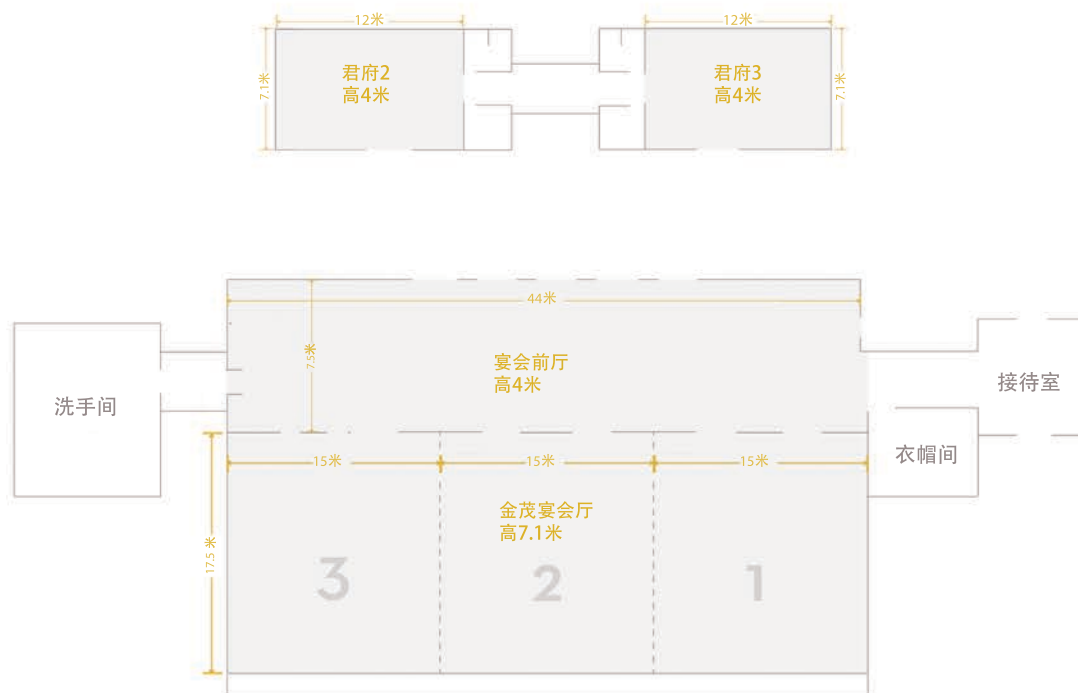 12米
12米
7.1米
君府2
高4米
君府3
高4米
7.1米
44米
7.5米
宴会前厅
高4米
洗手间
接待室
15米
15米
15米
衣帽间
17.5 米
金茂宴会厅
高7.1米
3
2
1